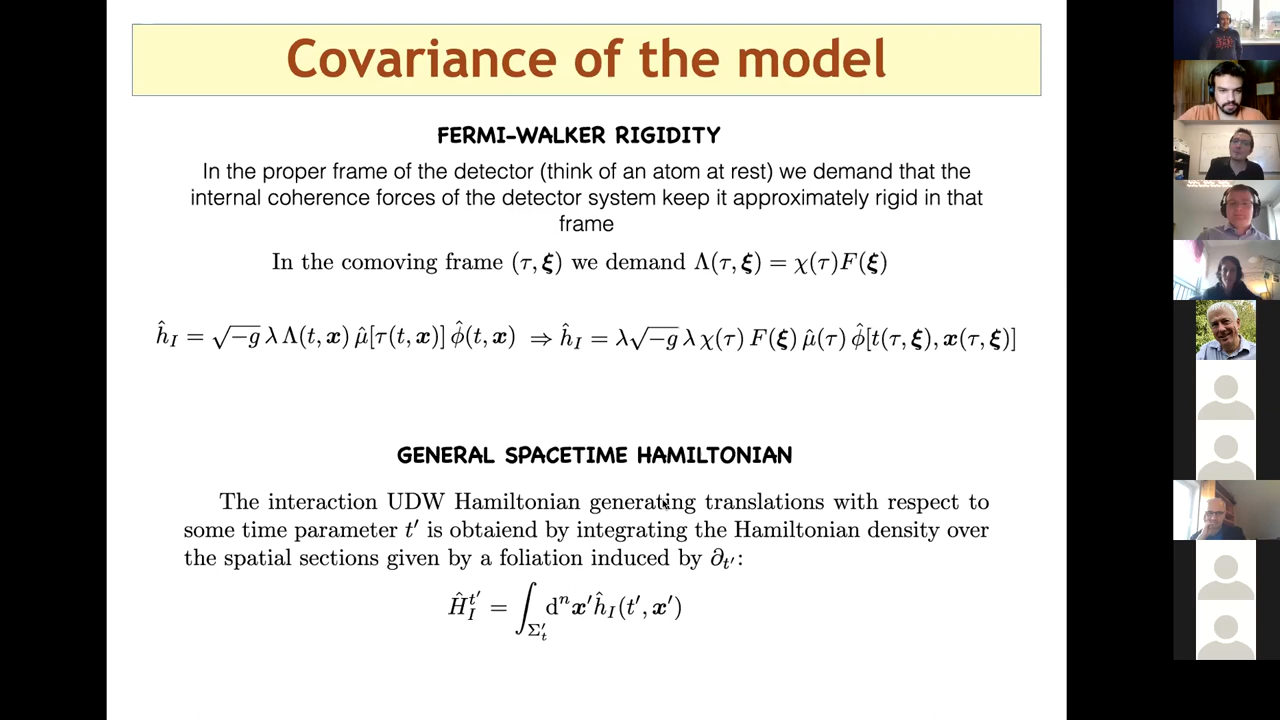 Covariance of the model
FERMI-WALKER RIGIDITY
In the proper frame of the detector (think of an atom at rest) we demand that the
internal coherence forces of the detector system keep it approximately rigid in that
frame
In the comoving frame (τ, ξ) we demand Λ(τ, ξ) = χ(τ)F(ξ)
ĥ_I = √−g λ Λ(t, x) μ̂[τ(t, x)] φ̂(t, x) ⇒ ĥ_I = λ√−g λ χ(τ) F(ξ) μ̂(τ) φ̂[t(τ, ξ), x(τ, ξ)]
GENERAL SPACETIME HAMILTONIAN
The interaction UDW Hamiltonian generating translations with respect to
some time parameter t′ is obtaiend by integrating the Hamiltonian density over
the spatial sections given by a foliation induced by ∂_t′:
Ĥ_I^t′ = ∫_Σ′_t dⁿx′ĥ_I(t′, x′)